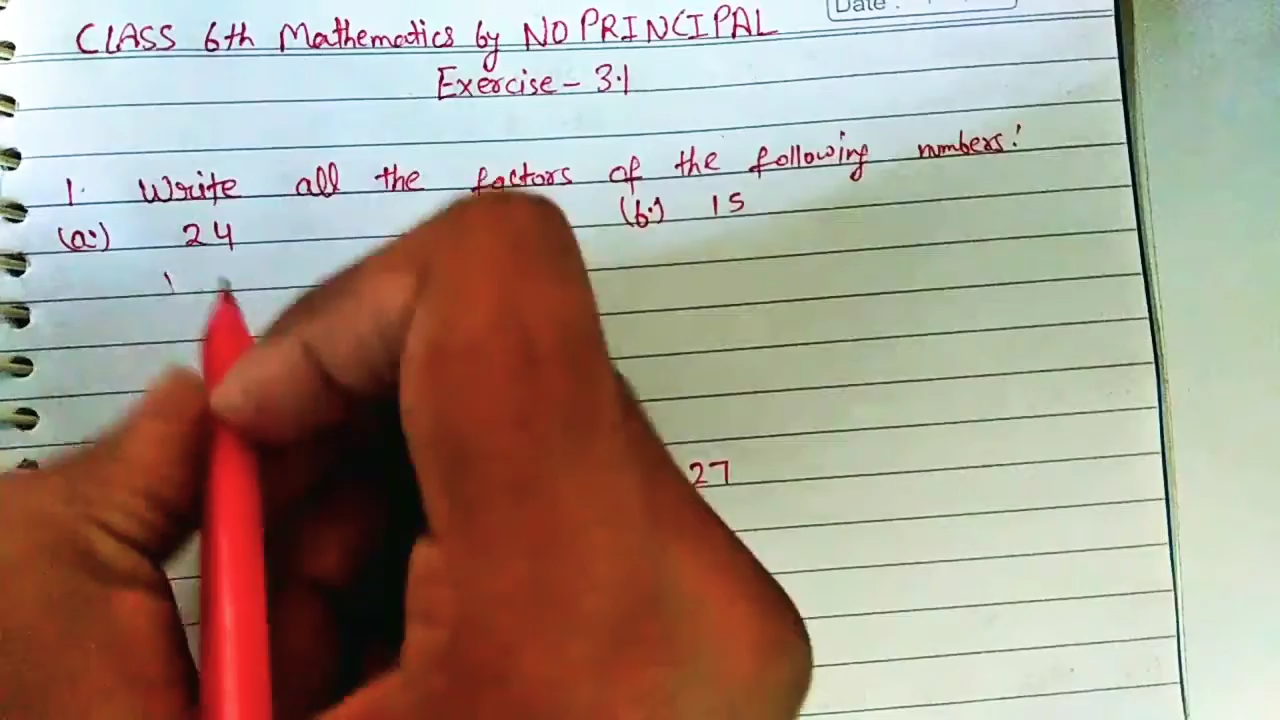 Date :
CLASS 6th Mathematics by NO PRINCIPAL
Exercise - 3.1
1. Write all the factors of the following numbers:
(a.) 24 (b.) 15
1
27